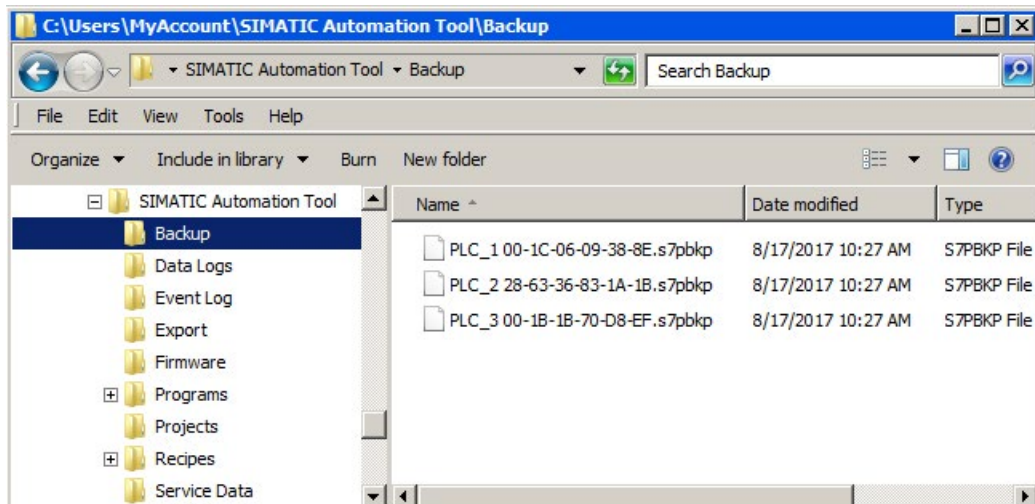 C:\Users\MyAccount\SIMATIC Automation Tool\Backup
SIMATIC Automation Tool Backup Search Backup
File Edit View Tools Help
Organize Include in library Burn New folder
SIMATIC Automation Tool
Backup
Data Logs
Event Log
Export
Firmware
Programs
Projects
Recipes
Service Data
Name Date modified Type
PLC_1 00-1C-06-09-38-8E.s7pbkp 8/17/2017 10:27 AM S7PBKP File
PLC_2 28-63-36-83-1A-1B.s7pbkp 8/17/2017 10:27 AM S7PBKP File
PLC_3 00-1B-1B-70-D8-EF.s7pbkp 8/17/2017 10:27 AM S7PBKP File